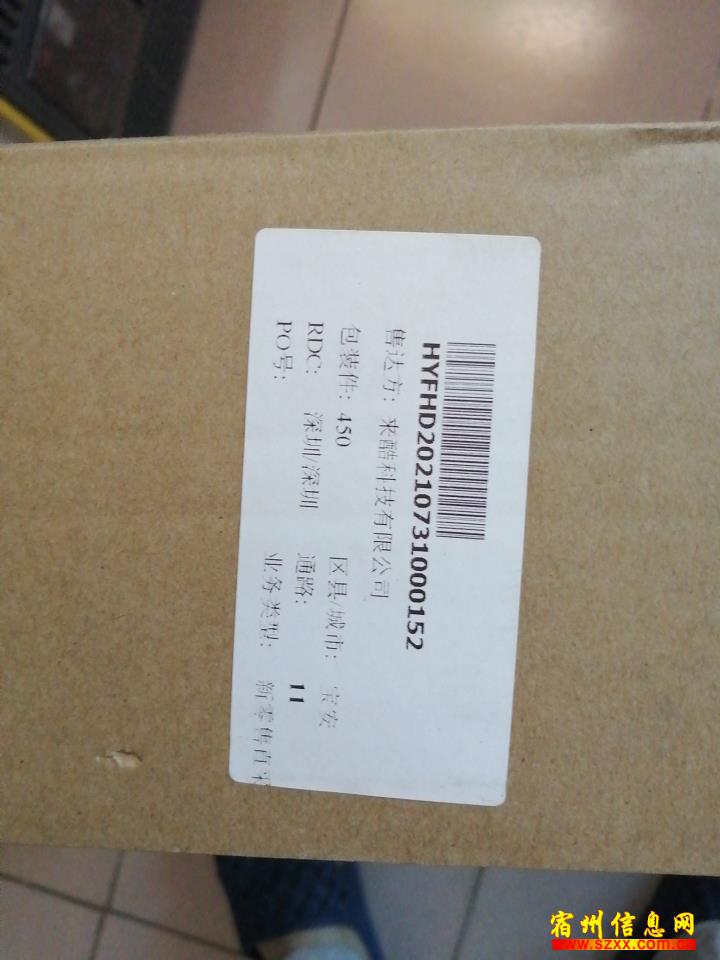 HYFHD20210731000152
售达方: 来酷科技有限公司
包装件: 450 区县/城市: 宝安
RDC: 深圳/深圳 通路: 11
PO号: 业务类型: 新零售直采
宿州信息网
www.szxx.com.cn